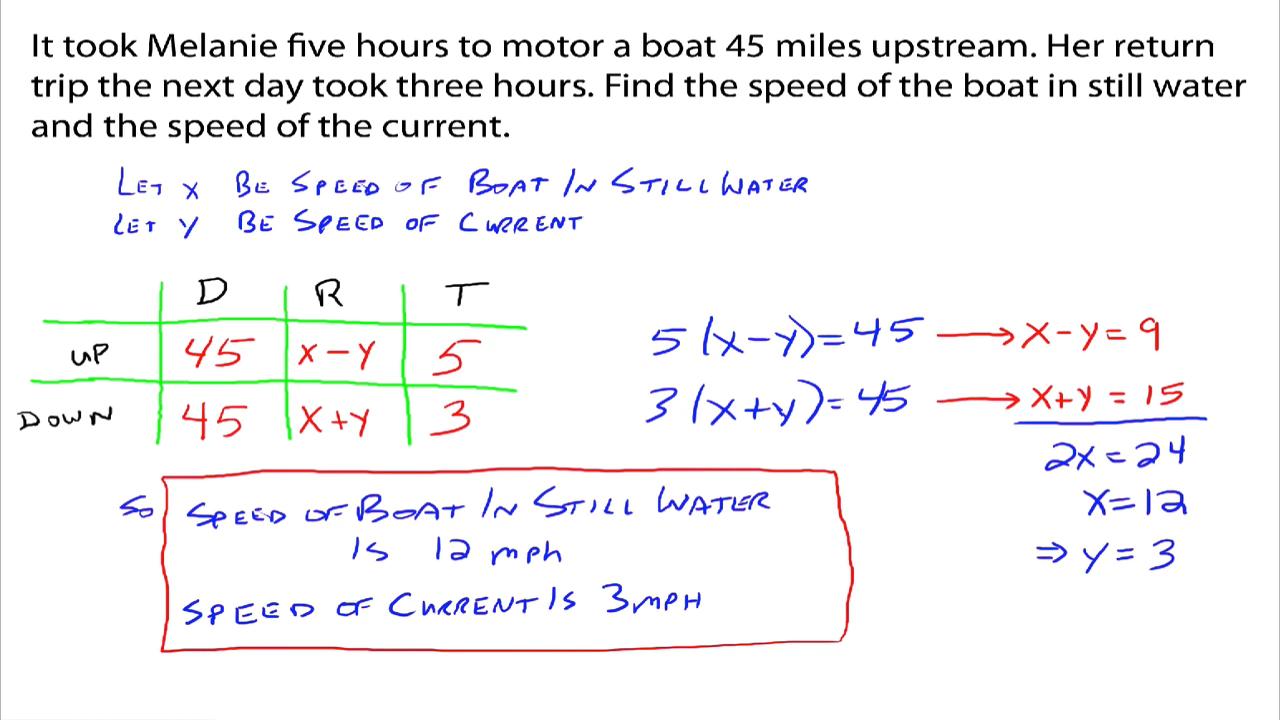 It took Melanie five hours to motor a boat 45 miles upstream. Her return
trip the next day took three hours. Find the speed of the boat in still water
and the speed of the current.
LET X BE SPEED OF BOAT IN STILL WATER
LET Y BE SPEED OF CURRENT
D R T
UP 45 X-Y 5
DOWN 45 X+Y 3
5(X-Y)=45 → X-Y=9
3(X+Y)=45 → X+Y=15
2X=24
X=12
⇒ Y=3
SO SPEED OF BOAT IN STILL WATER
IS 12 mph
SPEED OF CURRENT IS 3 MPH